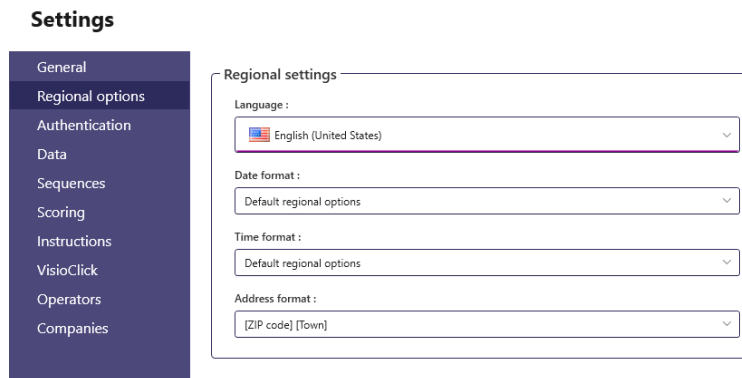 Settings
General
Regional options
Authentication
Data
Sequences
Scoring
Instructions
VisioClick
Operators
Companies
Regional settings
Language :
English (United States)
Date format :
Default regional options
Time format :
Default regional options
Address format :
[ZIP code] [Town]